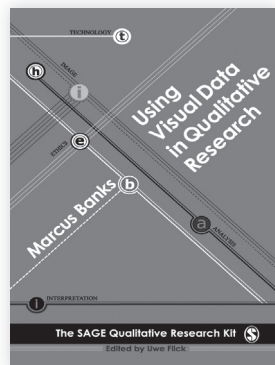 TECHNOLOGY t
h
IMAGE
i
ETHICS e
Using
Visual Data
in Qualitative
Research
b
Marcus Banks
a
ANALYSIS
i INTERPRETATION
The SAGE Qualitative Research Kit S
Edited by Uwe Flick